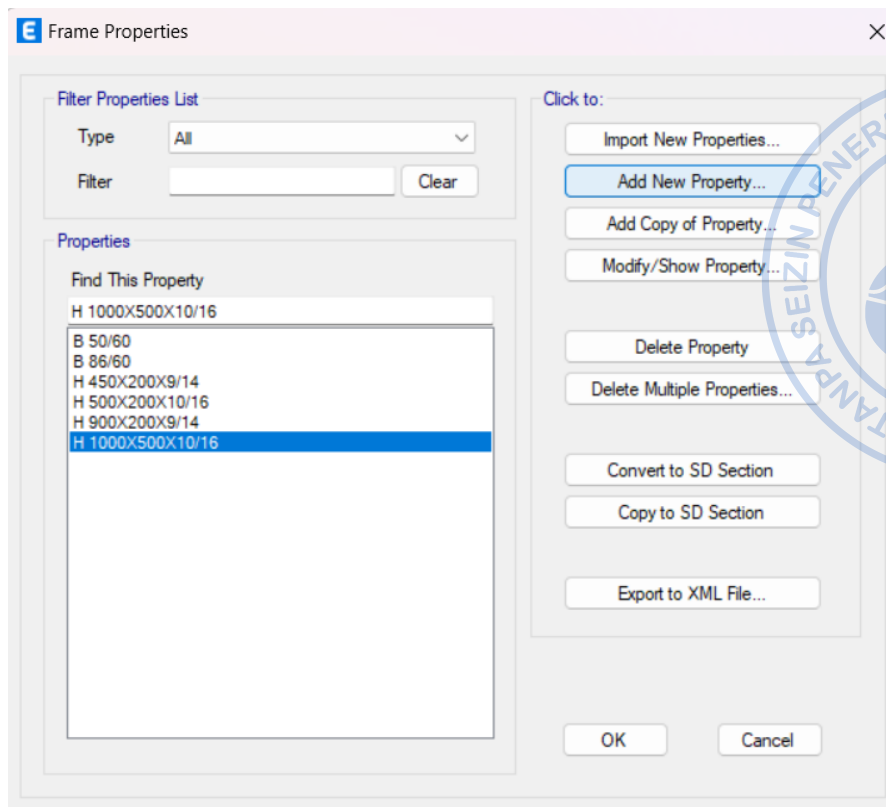 E Frame Properties
Filter Properties List
Type All
Filter Clear
Properties
Find This Property
H 1000X500X10/16
B 50/60
B 86/60
H 450X200X9/14
H 500X200X10/16
H 900X200X9/14
H 1000X500X10/16
Click to:
Import New Properties...
Add New Property...
Add Copy of Property...
Modify/Show Property...
Delete Property
Delete Multiple Properties...
Convert to SD Section
Copy to SD Section
Export to XML File...
OK Cancel
TANPA SEIZIN PENER